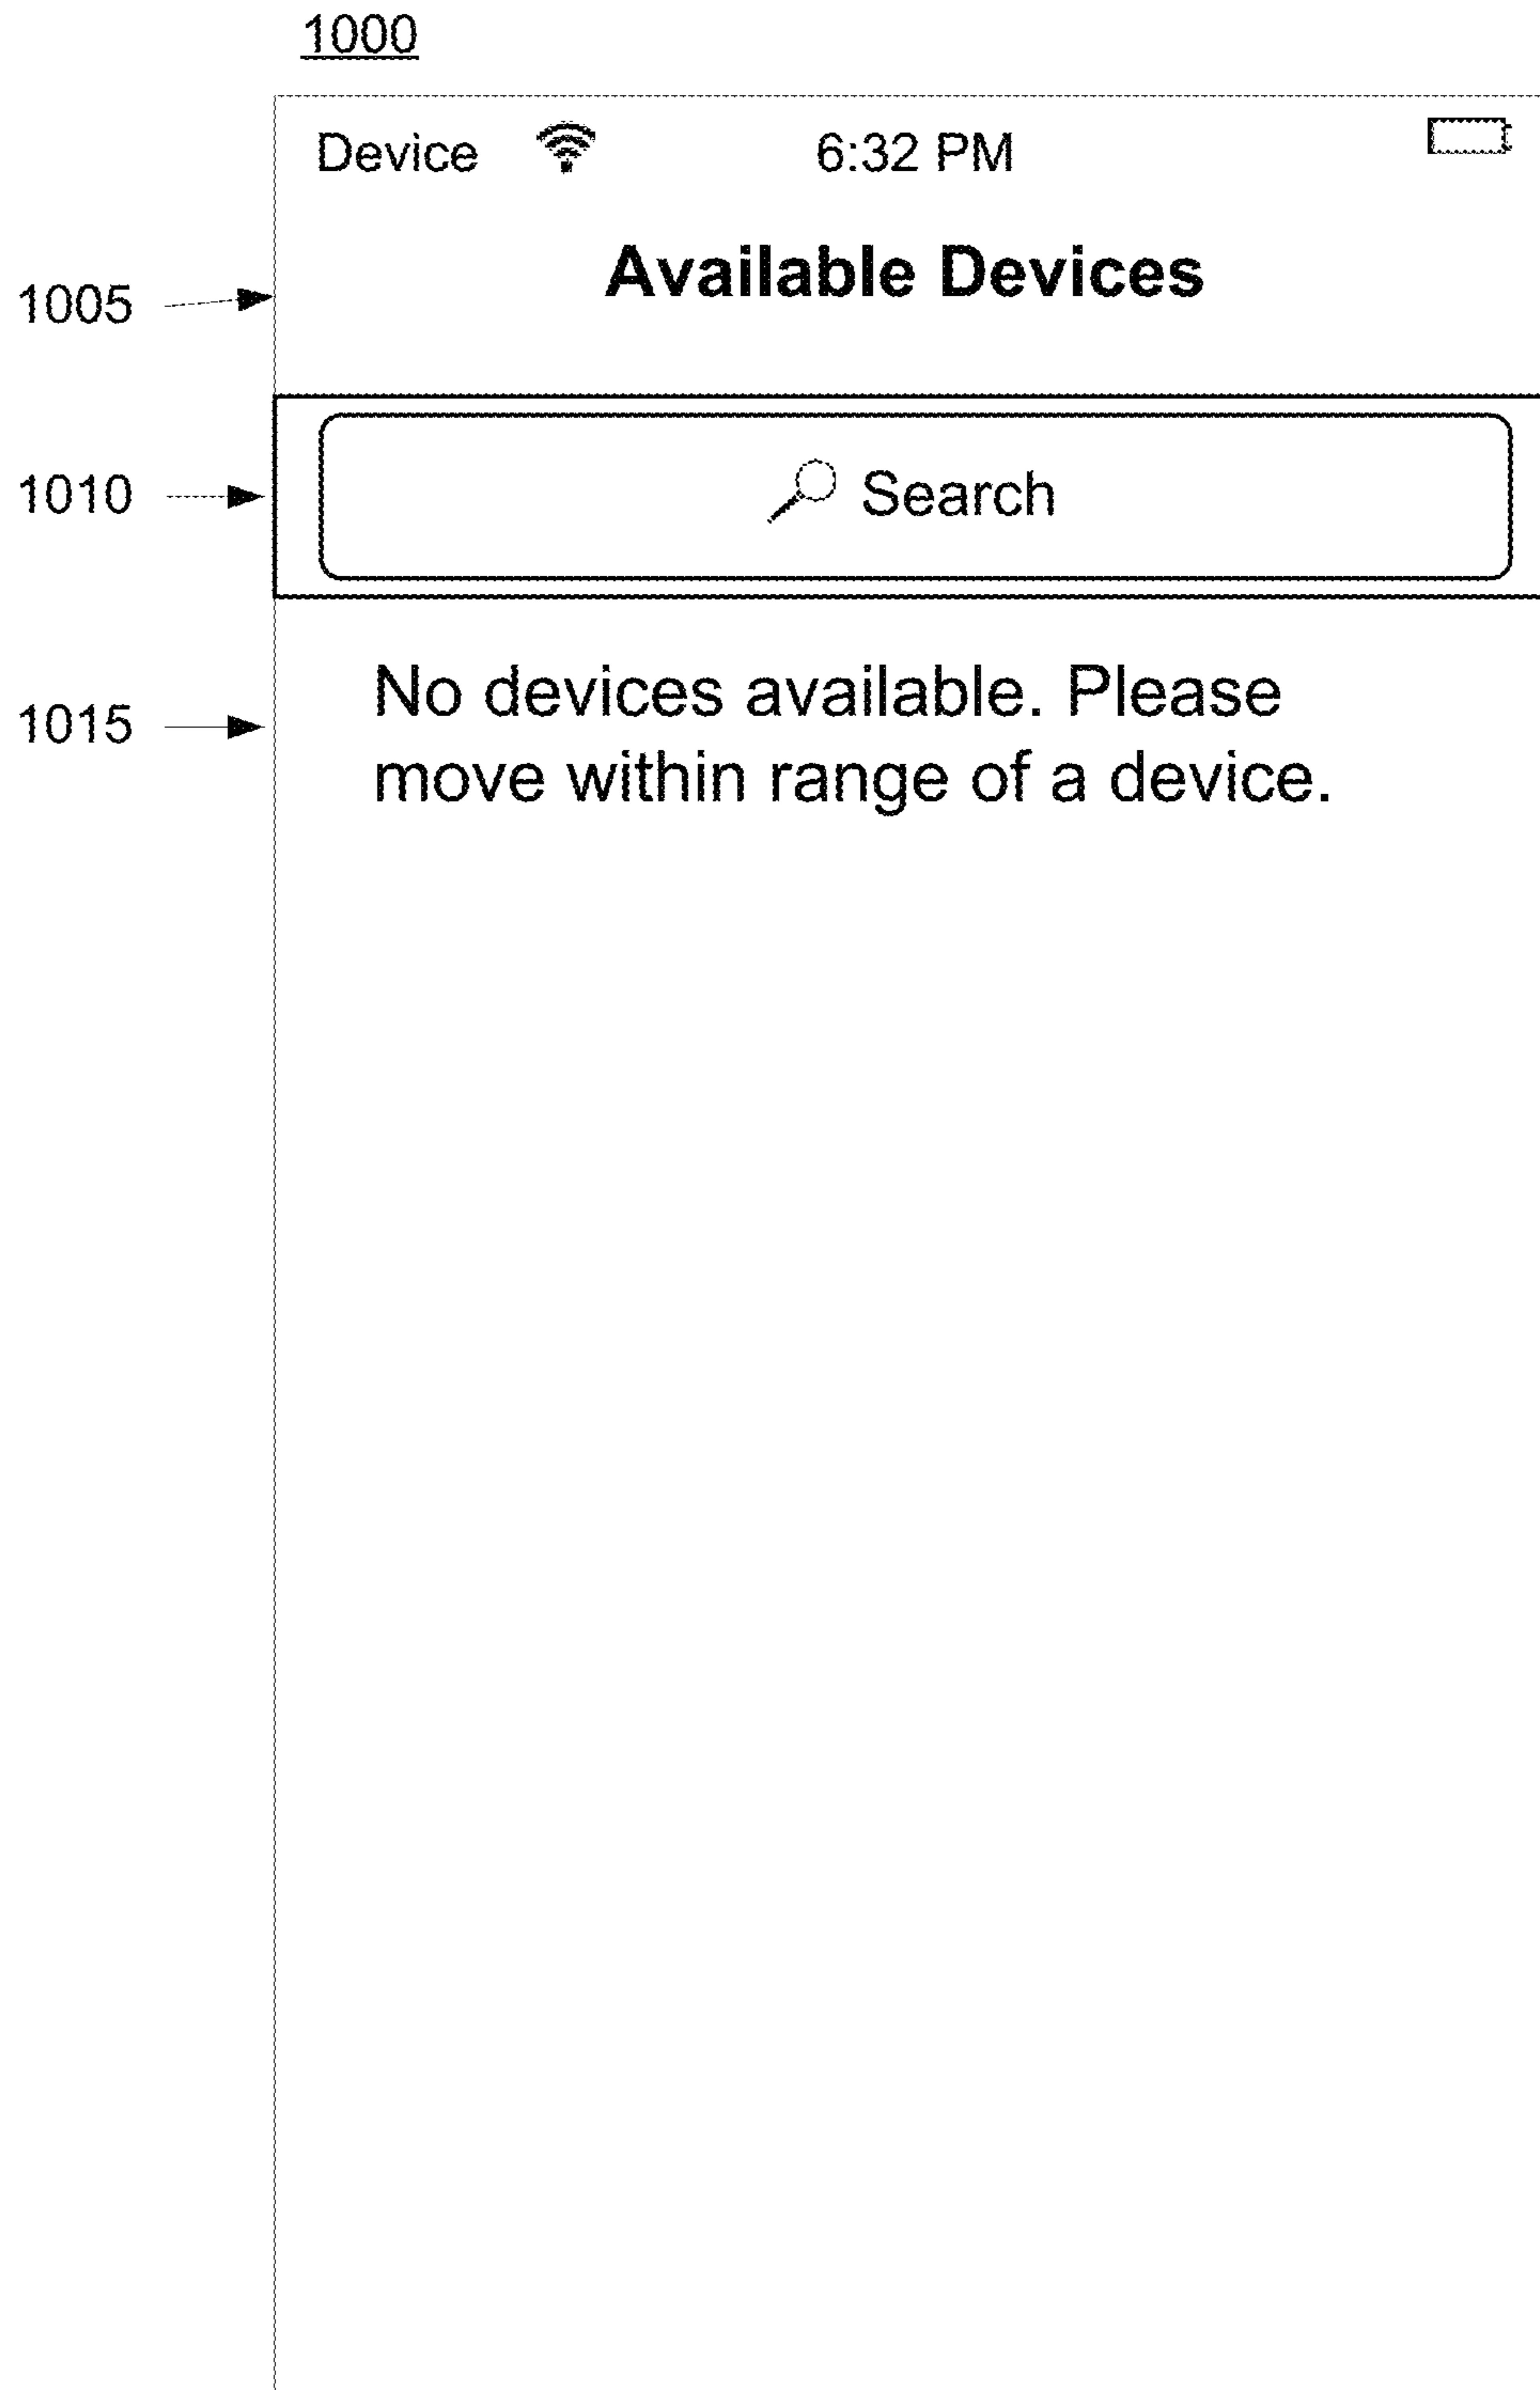 1000
Device 6:32 PM
1005 Available Devices
1010 Search
No devices available. Please
1015
move within range of a device.